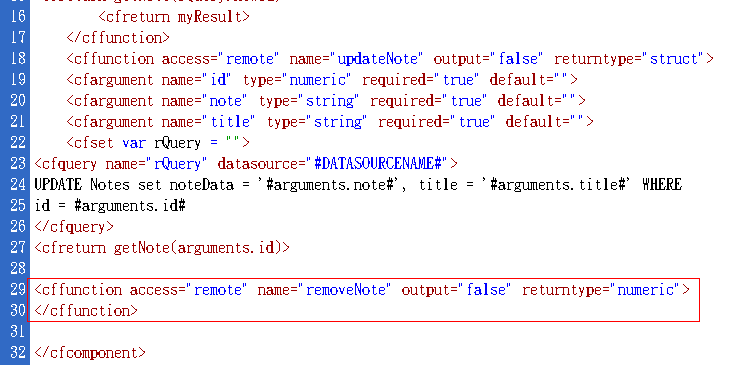 16 <cfreturn myResult>
17 </cffunction>
18 <cffunction access="remote" name="updateNote" output="false" returntype="struct">
19 <cfargument name="id" type="numeric" required="true" default="">
20 <cfargument name="note" type="string" required="true" default="">
21 <cfargument name="title" type="string" required="true" default="">
22 <cfset var rQuery = "">
23 <cfquery name="rQuery" datasource="#DATASOURCENAME#">
24 UPDATE Notes set noteData = '#arguments.note#', title = '#arguments.title#' WHERE
25 id = #arguments.id#
26 </cfquery>
27 <cfreturn getNote(arguments.id)>
28
29 <cffunction access="remote" name="removeNote" output="false" returntype="numeric">
30 </cffunction>
31
32 </cfcomponent>